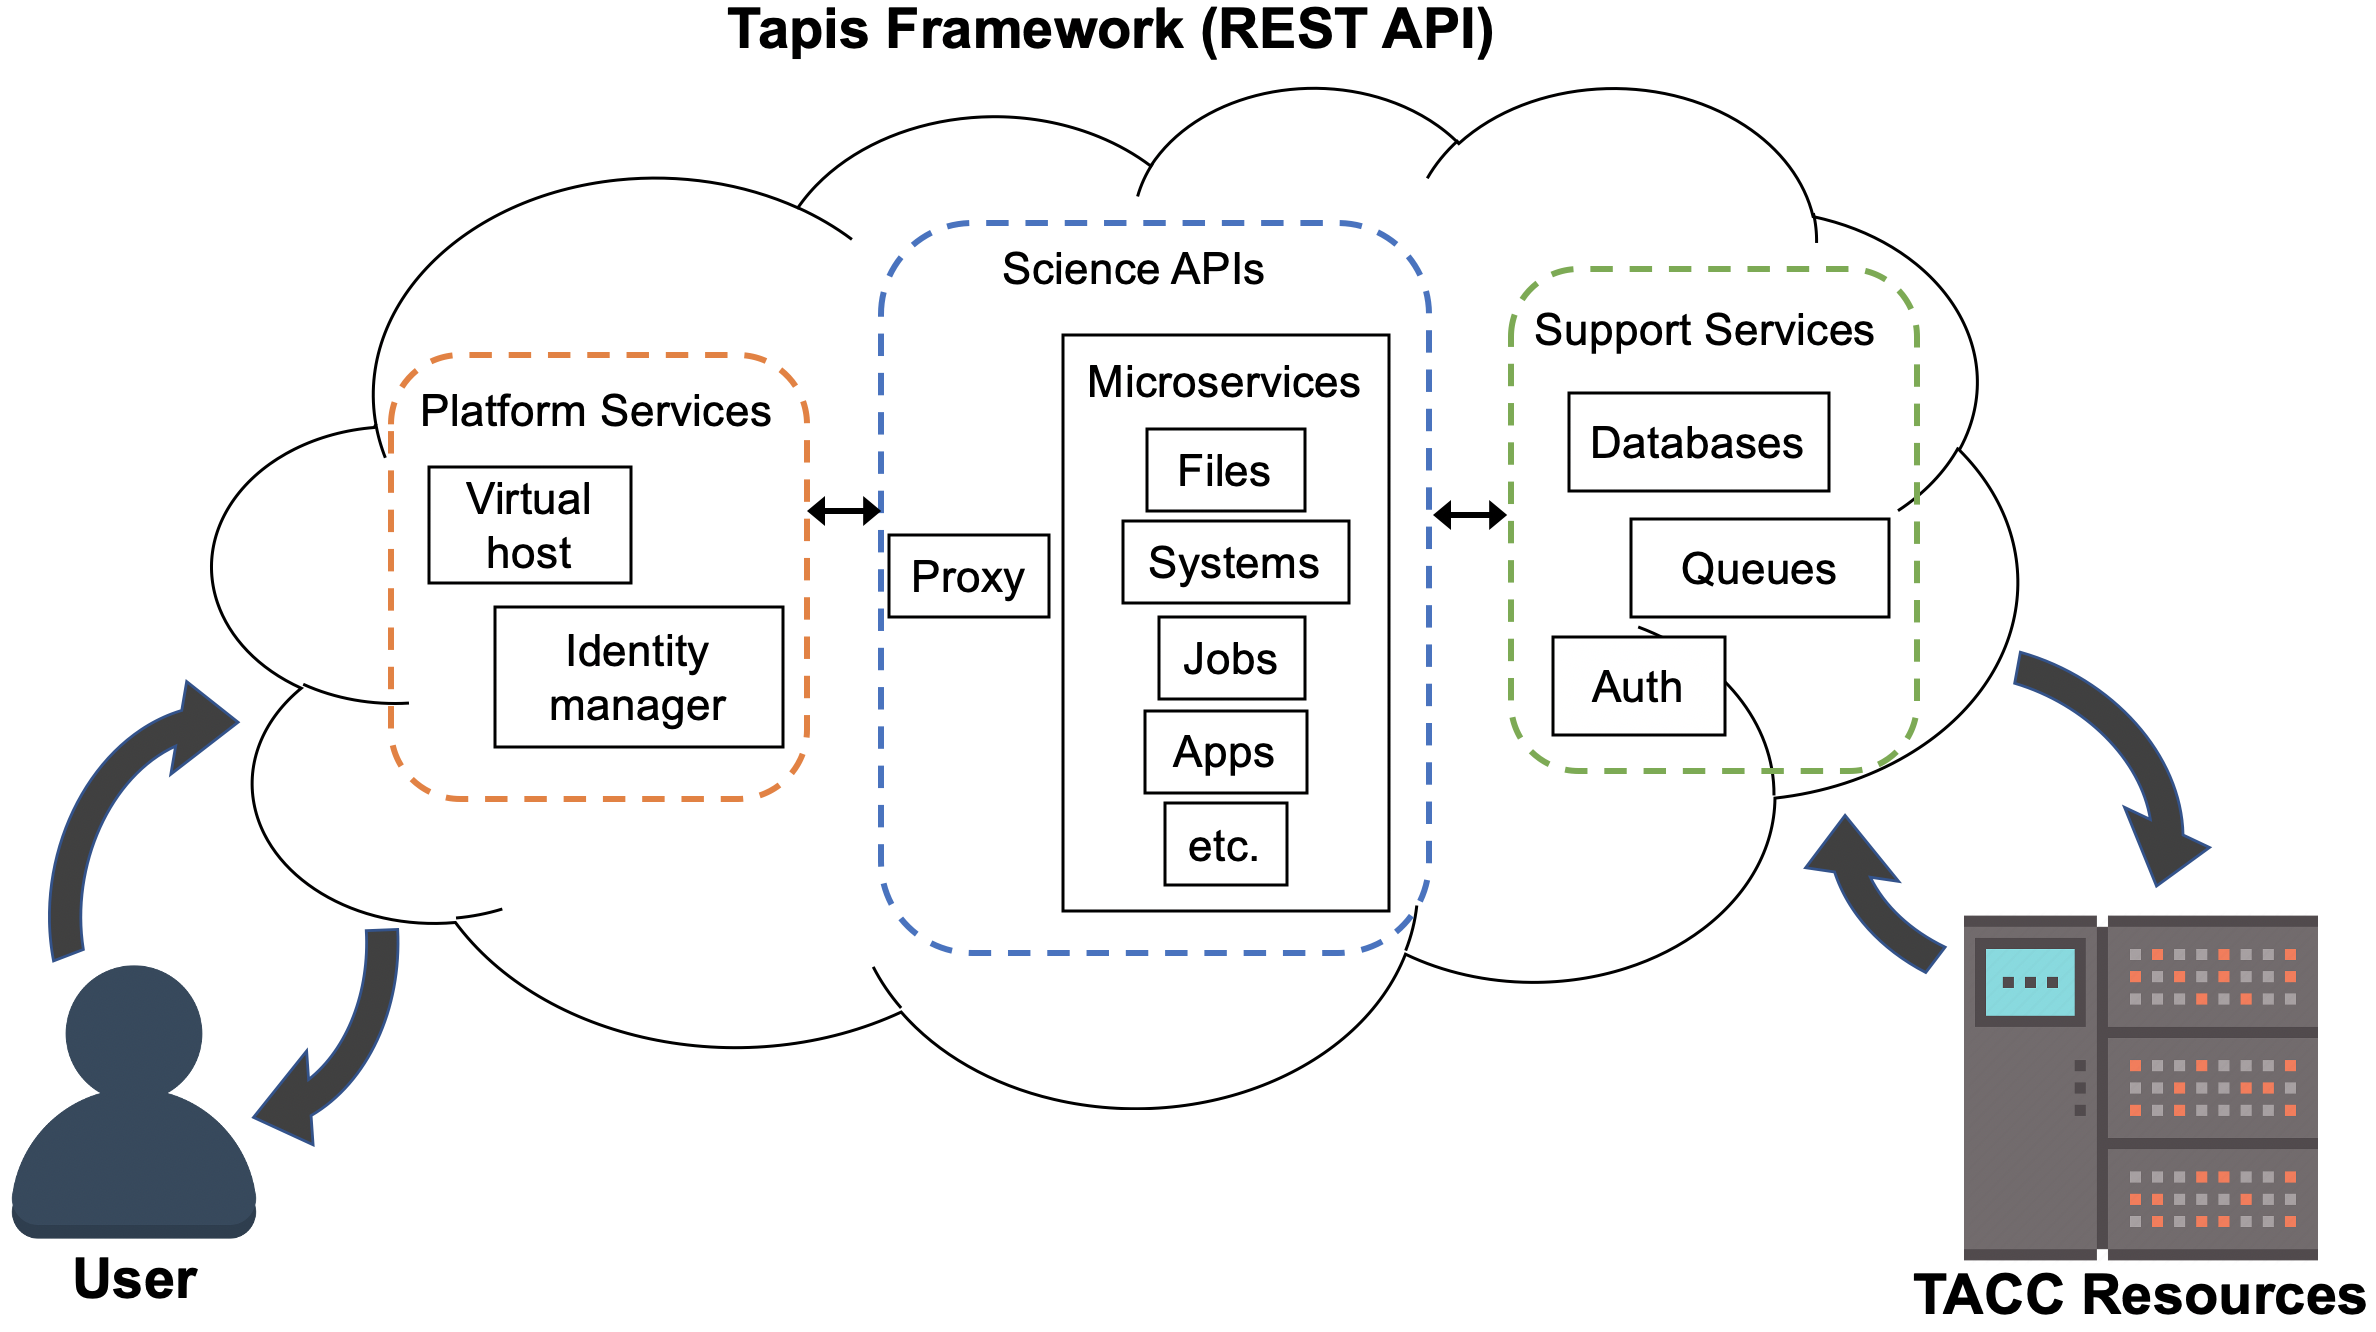 Tapis Framework (REST API)
Platform Services
Virtual
host
Identity
manager
Science APIs
Proxy
Microservices
Files
Systems
Jobs
Apps
etc.
Support Services
Databases
Queues
Auth
User
TACC Resources